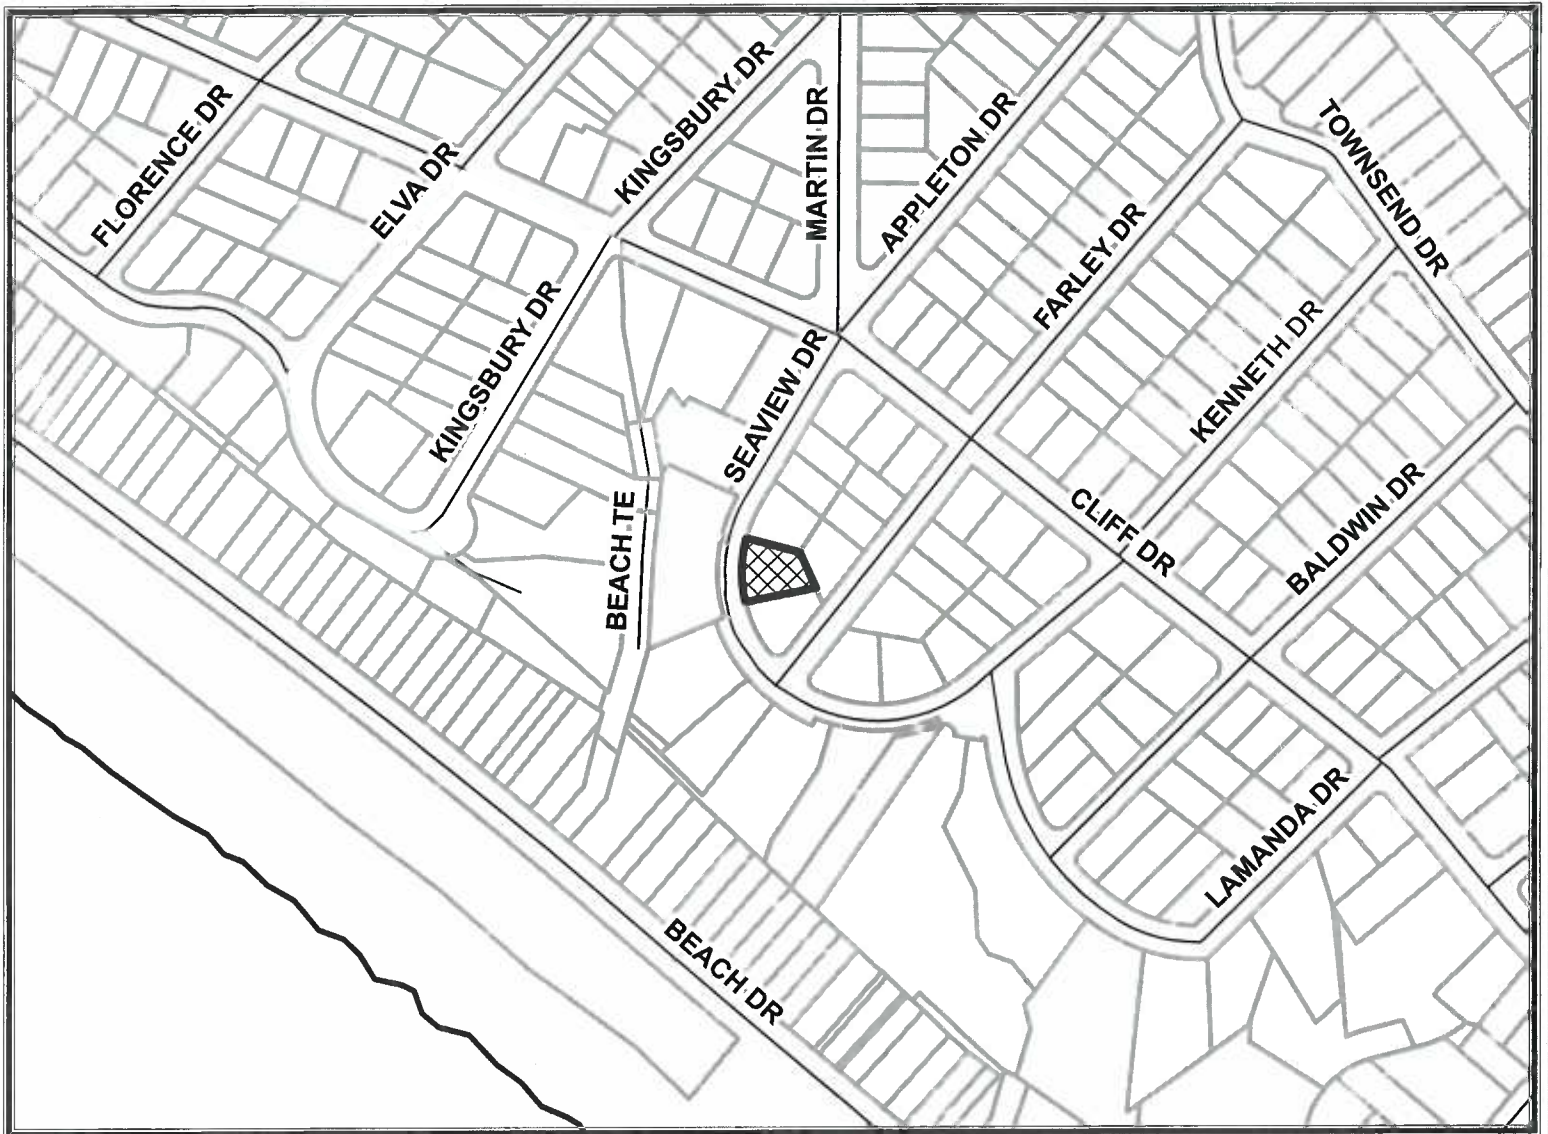 FLORENCE DR
ELVA DR
KINGSBURY DR
MARTIN DR
APPLETON DR
TOWNSEND DR
FARLEY DR
KINGSBURY DR
SEAVIEW DR
KENNETH DR
BEACH TE
CLIFF DR
BALDWIN DR
LAMANDA DR
BEACH DR